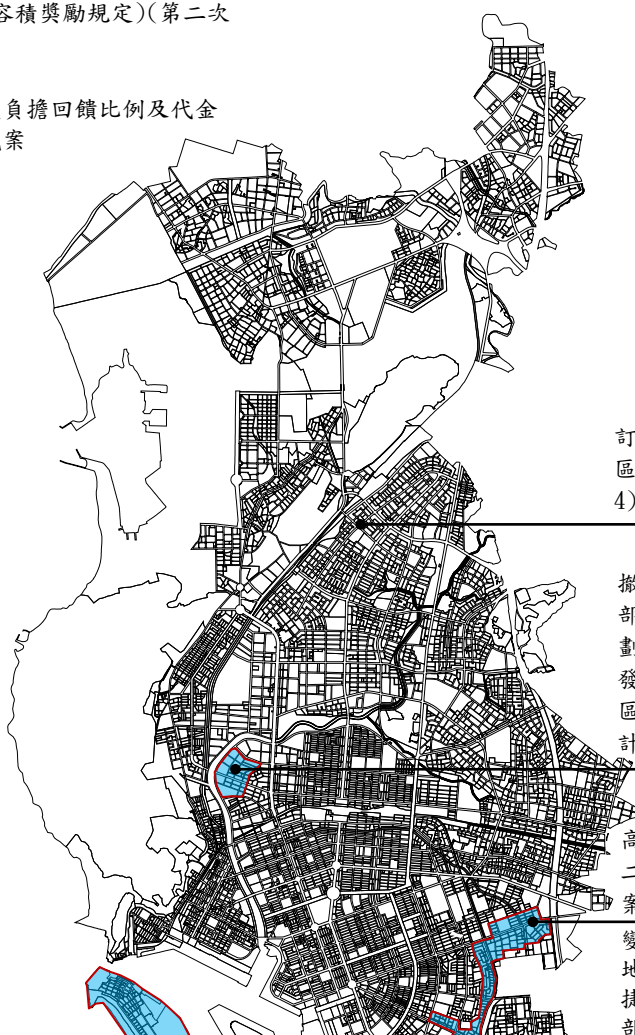 容積獎勵規定)(第二次
負擔回饋比例及代金
案
訂
區
4)
撤
部
劃
發
區
計
高
二
案
變
地
捷
部